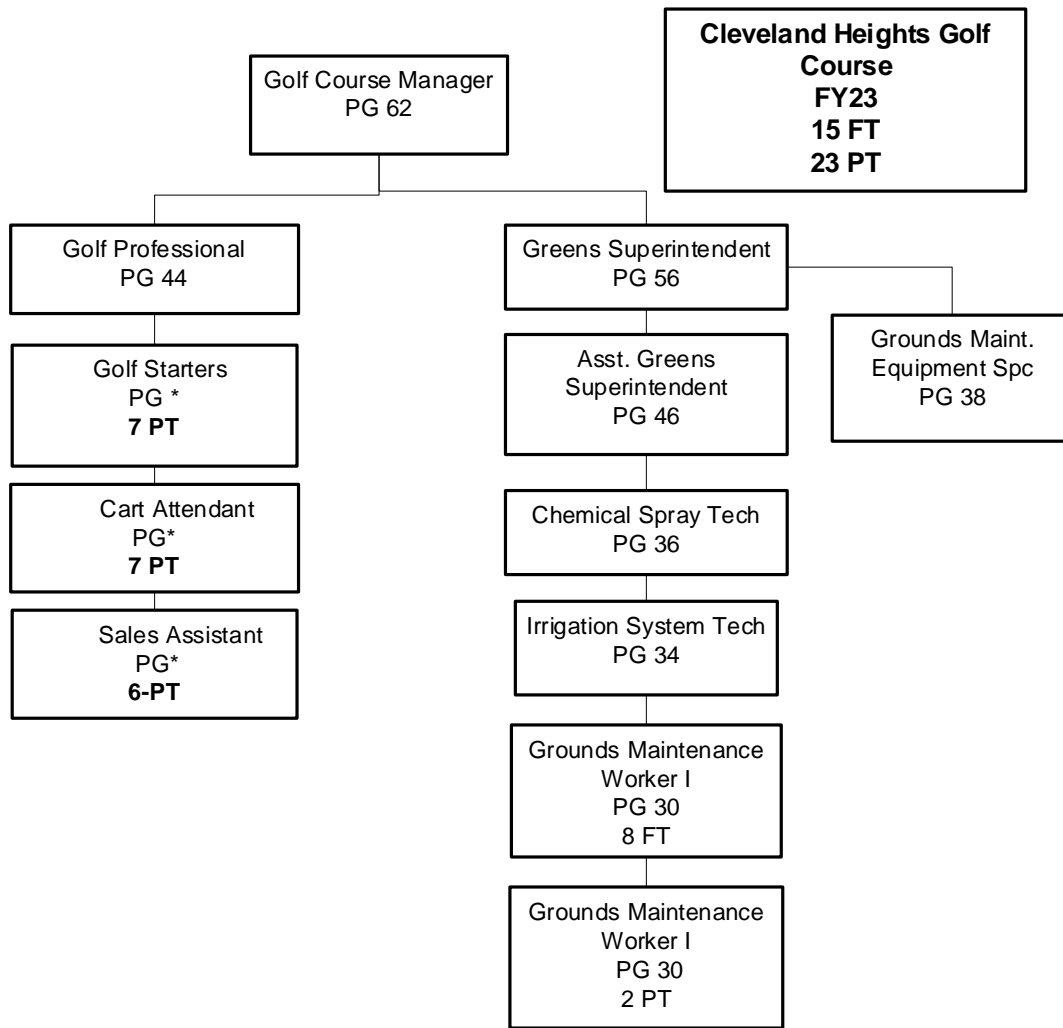 Cleveland Heights Golf
Course
FY23
15 FT
23 PT
Golf Course Manager
PG 62
Golf Professional
PG 44
Golf Starters
PG *
7 PT
Cart Attendant
PG*
7 PT
Sales Assistant
PG*
6-PT
Greens Superintendent
PG 56
Asst. Greens
Superintendent
PG 46
Grounds Maint.
Equipment Spc
PG 38
Chemical Spray Tech
PG 36
Irrigation System Tech
PG 34
Grounds Maintenance
Worker I
PG 30
8 FT
Grounds Maintenance
Worker I
PG 30
2 PT